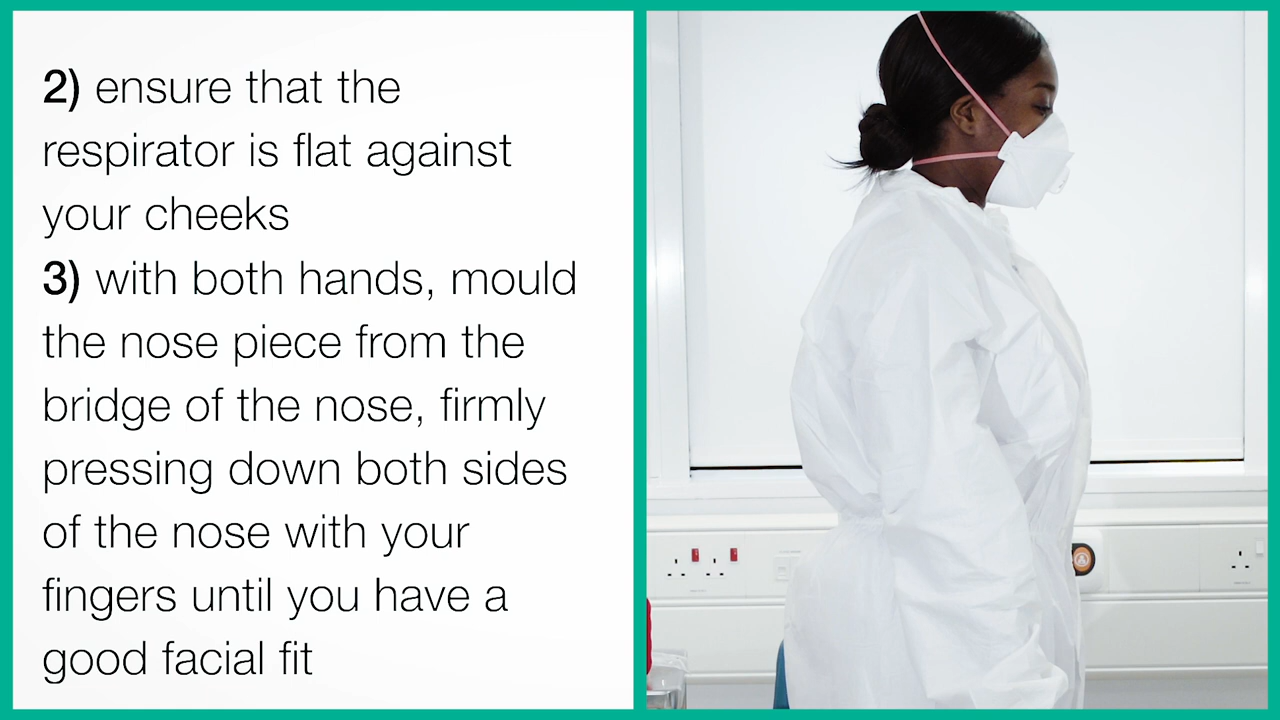 2) ensure that the
respirator is flat against
your cheeks
3) with both hands, mould
the nose piece from the
bridge of the nose, firmly
pressing down both sides
of the nose with your
fingers until you have a
good facial fit